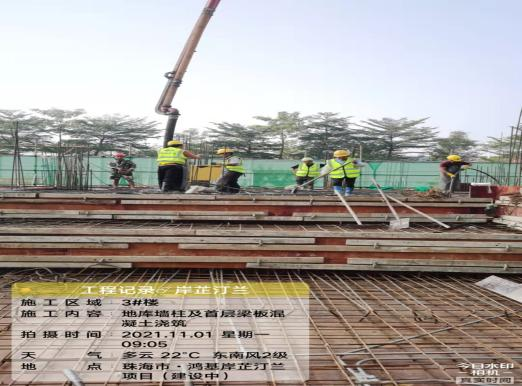 工程记录 岸芷汀兰
施工区域： 3#楼
施工内容： 地库墙柱及首层梁板混
凝土浇筑
拍摄时间： 2021.11.01 星期一
09:05
天气： 多云 22℃ 东南风2级
地点： 珠海市·鸿基岸芷汀兰
项目（建设中）
今日水印
相机
真实时间